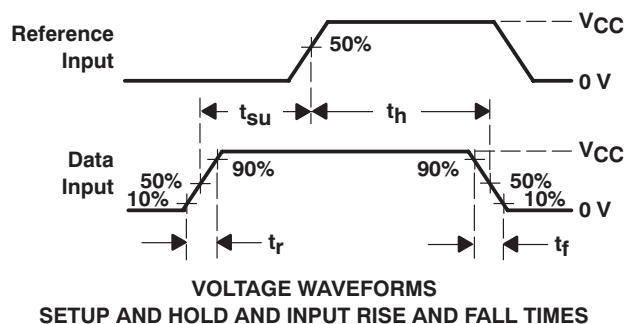 Reference
Input
50%
VCC
0 V
tsu
th
Data
Input
50%
10%
90%
90%
VCC
50%
10%
0 V
tr
tf
VOLTAGE WAVEFORMS
SETUP AND HOLD AND INPUT RISE AND FALL TIMES